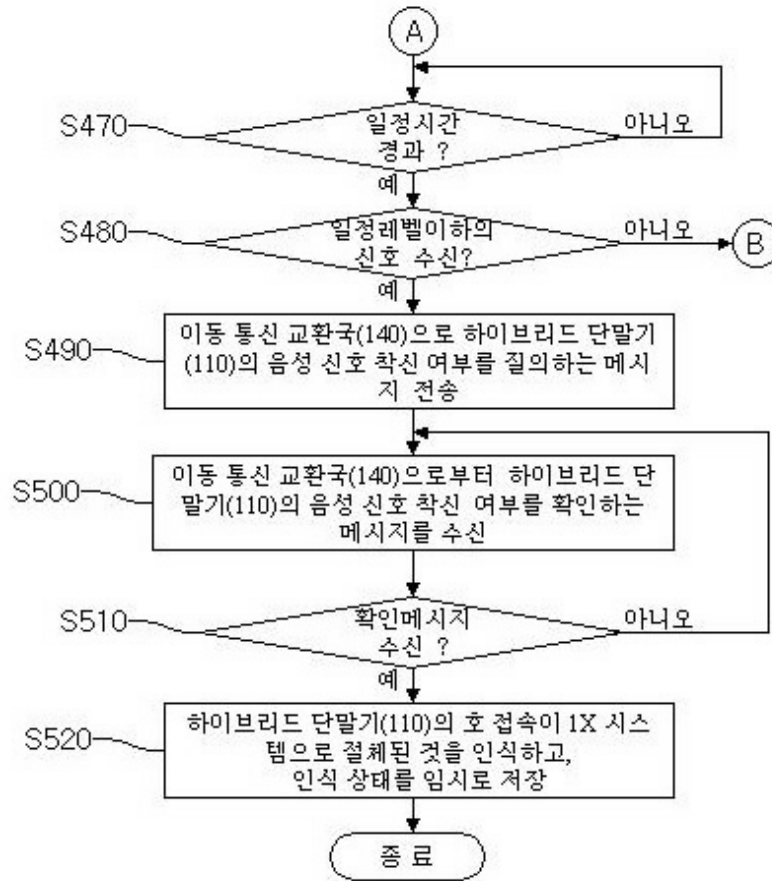 A
S470
일정시간
경과 ?
아니오
예
S480
일정레벨이하의
신호 수신?
아니오
B
예
S490
이동 통신 교환국(140)으로 하이브리드 단말기
(110)의 음성 신호 착신 여부를 질의하는 메시
지 전송
S500
이동 통신 교환국(140)으로부터 하이브리드 단
말기(110)의 음성 신호 착신 여부를 확인하는
메시지를 수신
S510
확인메시지
수신 ?
아니오
예
S520
하이브리드 단말기(110)의 호 접속이 1X 시스
템으로 절체된 것을 인식하고,
인식 상태를 임시로 저장
종 료